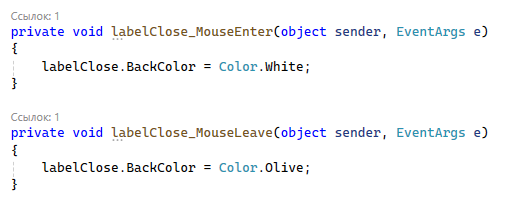 Ссылок: 1
private void labelClose_MouseEnter(object sender, EventArgs e)
{
    labelClose.BackColor = Color.White;
}
Ссылок: 1
private void labelClose_MouseLeave(object sender, EventArgs e)
{
    labelClose.BackColor = Color.Olive;
}